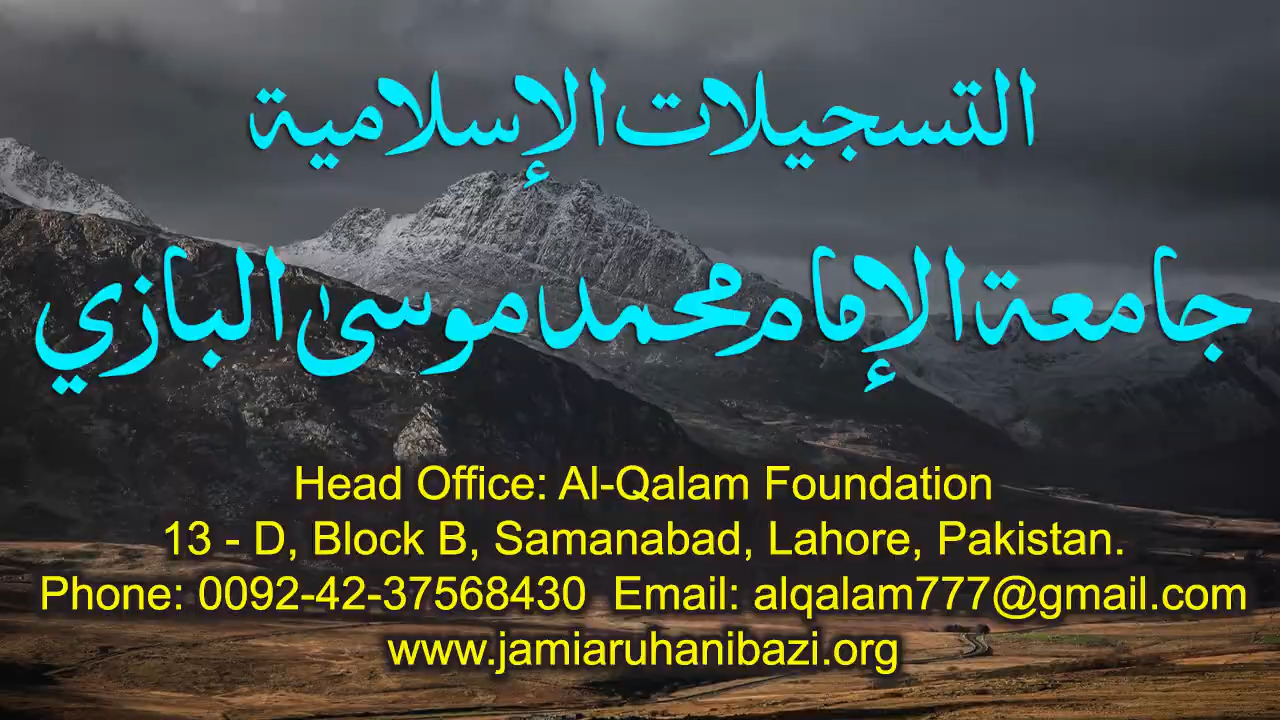 التسجيلات الإسلامية
جامعة الإمام محمد موسىٰ البازي
Head Office: Al-Qalam Foundation
13 - D, Block B, Samanabad, Lahore, Pakistan.
Phone: 0092-42-37568430  Email: alqalam777@gmail.com
www.jamiaruhanibazi.org